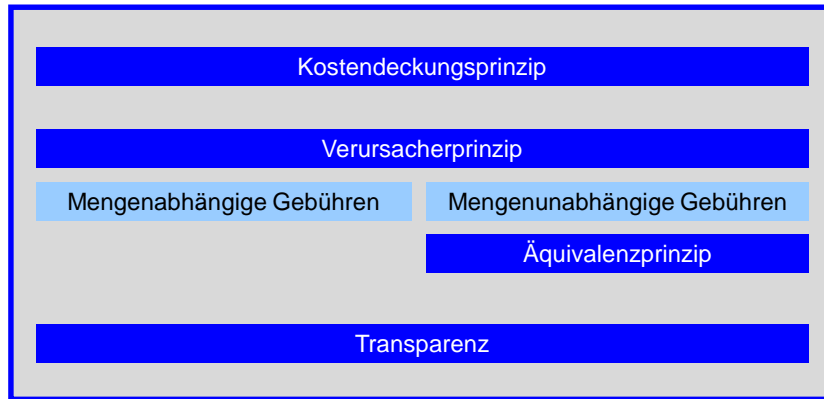 Kostendeckungsprinzip
Verursacherprinzip
Mengenabhängige Gebühren
Mengenunabhängige Gebühren
Äquivalenzprinzip
Transparenz